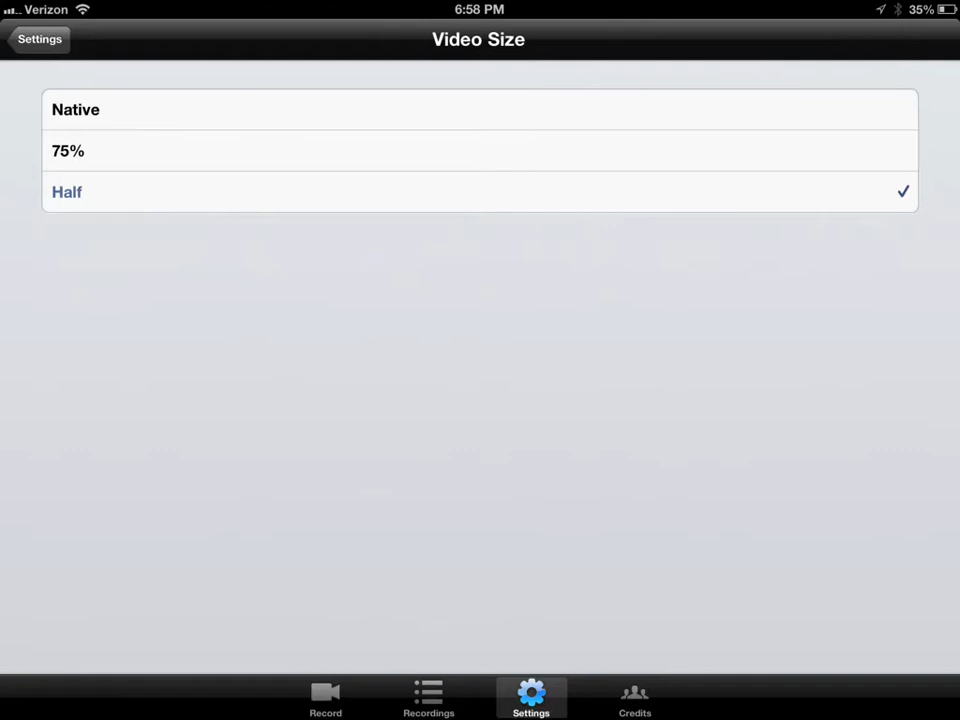 Verizon 6:58 PM 35%
Settings Video Size
Native
75%
Half
Record Recordings Settings Credits